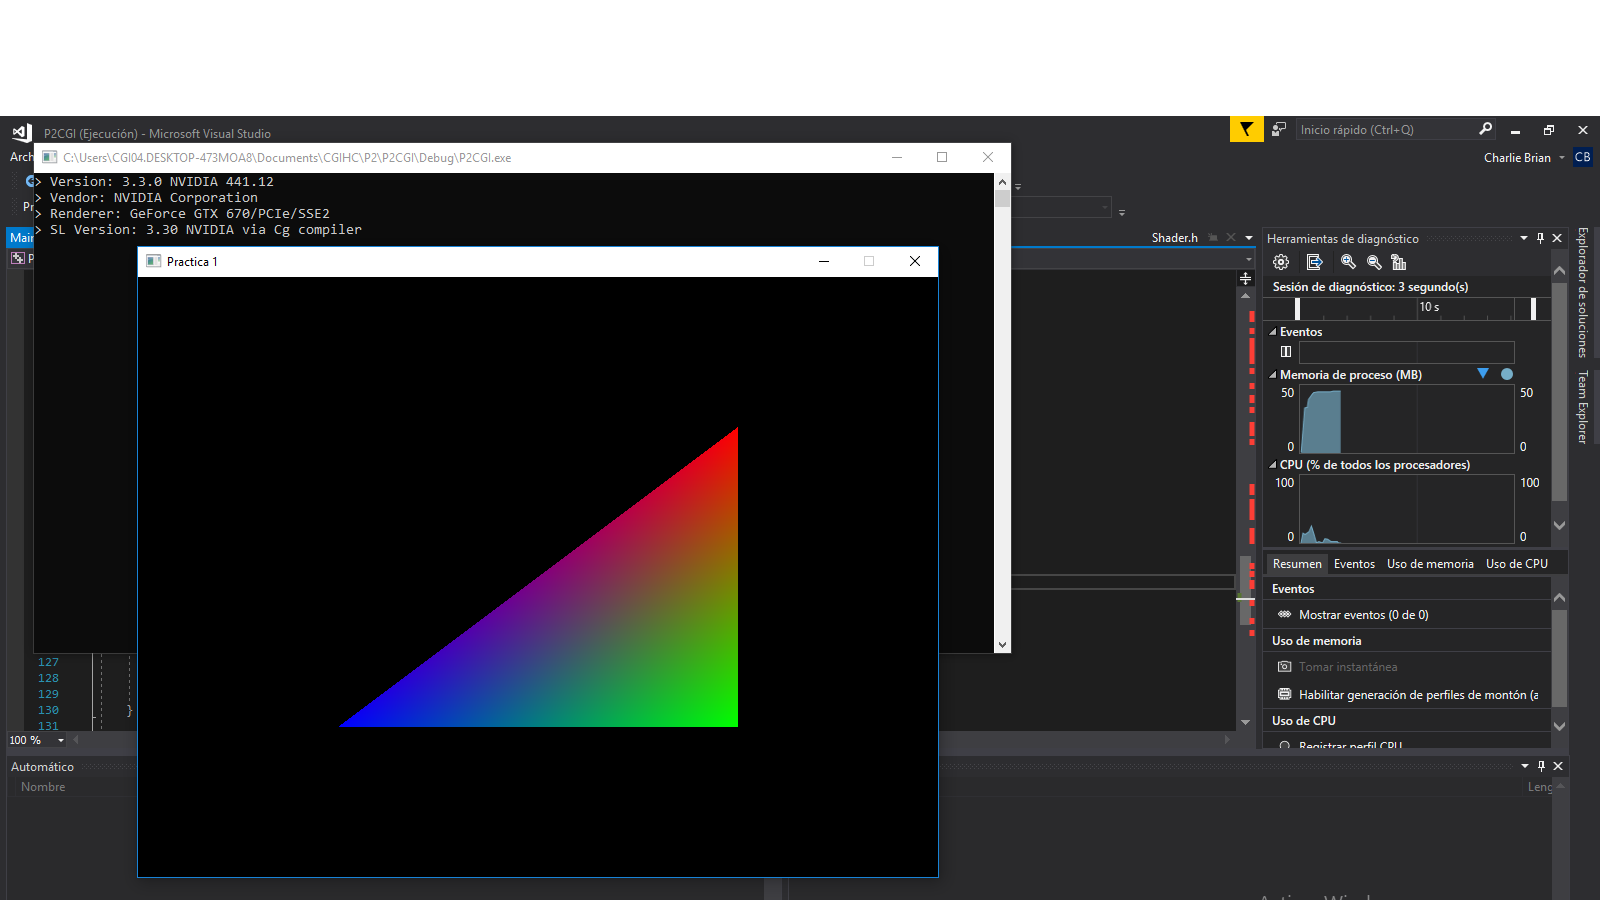 P2CGI (Ejecución) - Microsoft Visual Studio
Inicio rápido (Ctrl+Q)
Arch
C:\Users\CGI04.DESKTOP-473MOA8\Documents\CGIHC\P2\P2CGI\Debug\P2CGI.exe
Charlie Brian
CB
> Version: 3.3.0 NVIDIA 441.12
> Vendor: NVIDIA Corporation
> Renderer: GeForce GTX 670/PCIe/SSE2
> SL Version: 3.30 NVIDIA via Cg compiler
Pr
Main
P
Shader.h
Practica 1
Herramientas de diagnóstico
Sesión de diagnóstico: 3 segundo(s)
10 s
Eventos
Memoria de proceso (MB)
50
50
0
0
CPU (% de todos los procesadores)
100
100
0
0
Resumen
Eventos
Uso de memoria
Uso de CPU
Eventos
Mostrar eventos (0 de 0)
Uso de memoria
Tomar instantánea
Habilitar generación de perfiles de montón (a
Uso de CPU
Registrar perfil CPU
Explorador de soluciones
Team Explorer
127
128
129
130 }
131
100 %
Automático
Nombre
Leng